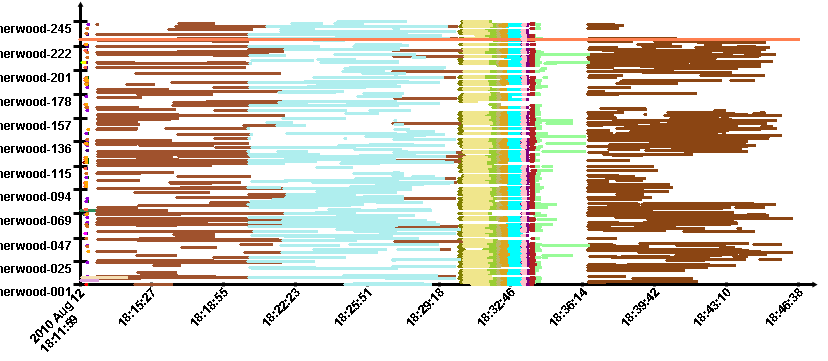 nerwood-245
nerwood-222
nerwood-201
nerwood-178
nerwood-157
nerwood-136
nerwood-115
nerwood-094
nerwood-069
nerwood-047
nerwood-025
nerwood-001
2010 Aug 12
18:11:59
18:15:27
18:18:55
18:22:23
18:25:51
18:29:18
18:32:46
18:36:14
18:39:42
18:43:10
18:46:38